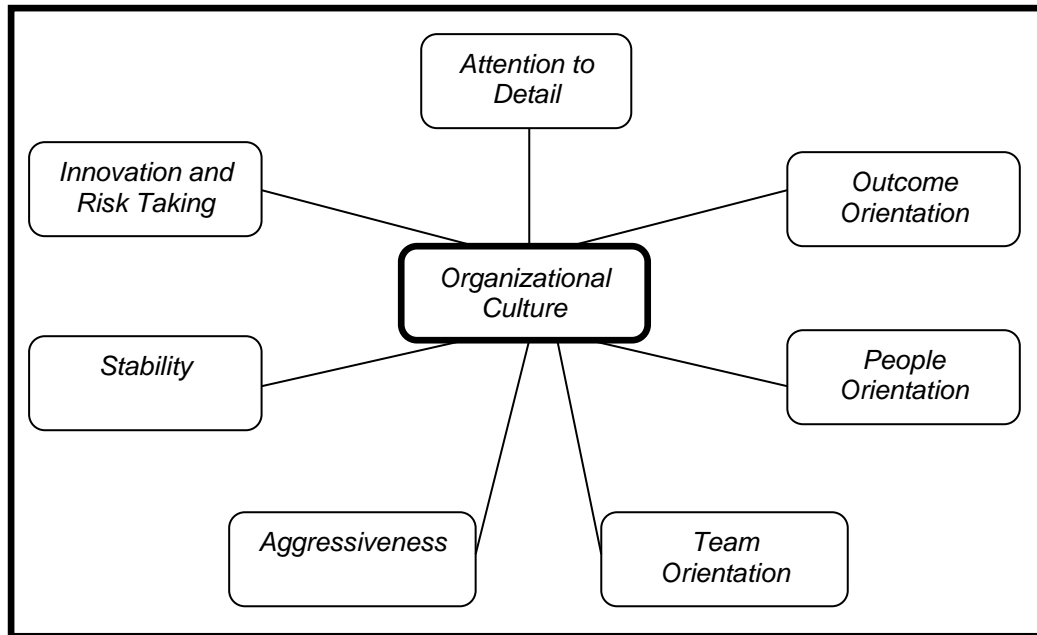 Attention to
Detail
Innovation and
Risk Taking
Outcome
Orientation
Organizational
Culture
Stability
People
Orientation
Aggressiveness
Team
Orientation